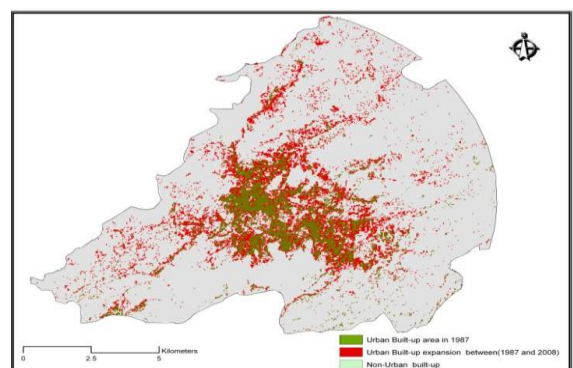 Kilometers
0 2.5 5
Urban Built-up area in 1987
Urban Built-up expansion between(1987 and 2008)
Non-Urban built-up